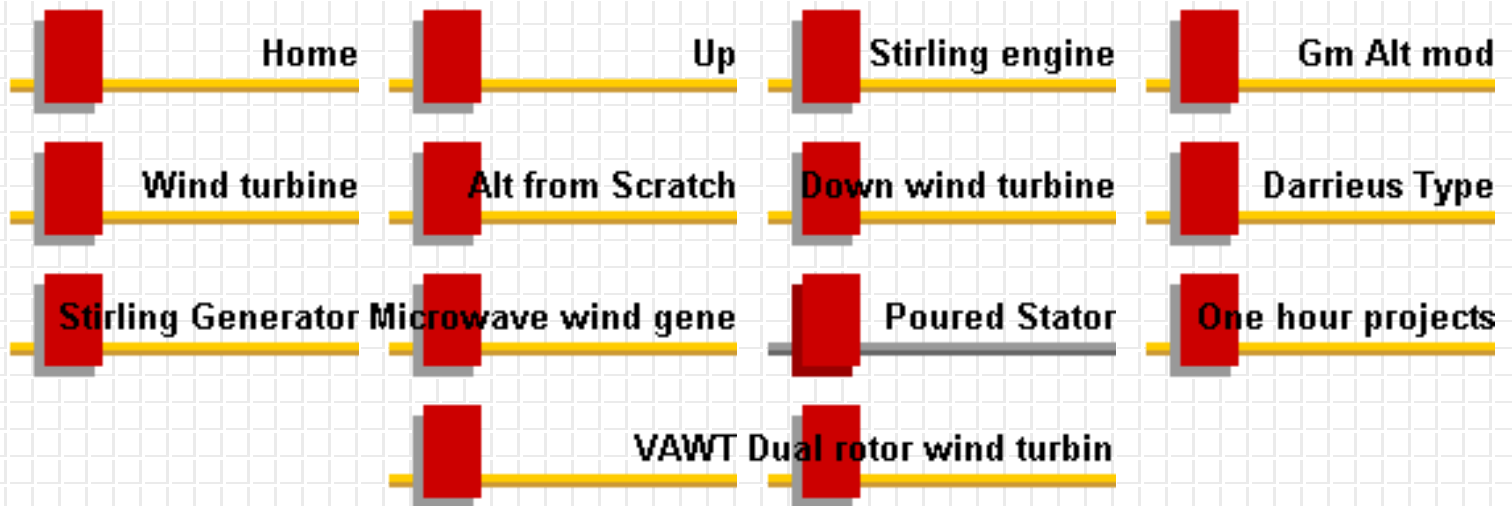 Home
Up
Stirling engine
Gm Alt mod
Wind turbine
Alt from Scratch
Down wind turbine
Darrieus Type
Stirling Generator
Microwave wind gene
Poured Stator
One hour projects
VAWT
Dual rotor wind turbin